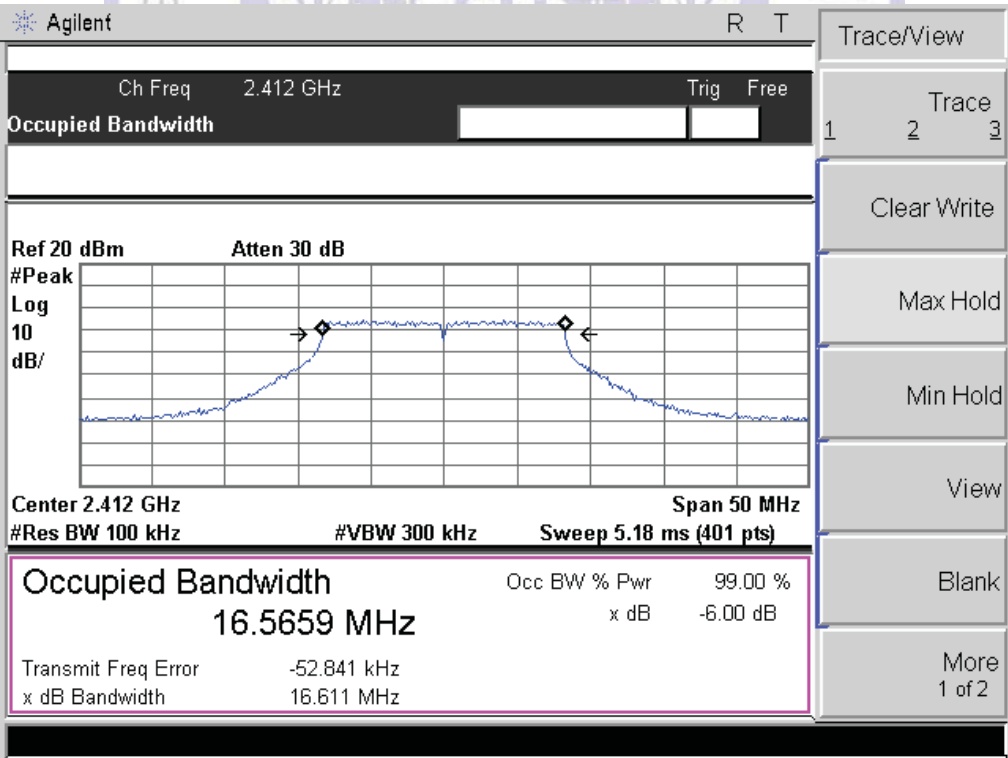 Agilent R T
Ch Freq 2.412 GHz Trig Free
Occupied Bandwidth
Ref 20 dBm Atten 30 dB
#Peak
Log
10
dB/
Center 2.412 GHz Span 50 MHz
#Res BW 100 kHz #VBW 300 kHz Sweep 5.18 ms (401 pts)
Occupied Bandwidth Occ BW % Pwr 99.00 %
16.5659 MHz x dB -6.00 dB
Transmit Freq Error -52.841 kHz
x dB Bandwidth 16.611 MHz
Trace/View
Trace
1 2 3
Clear Write
Max Hold
Min Hold
View
Blank
More
1 of 2